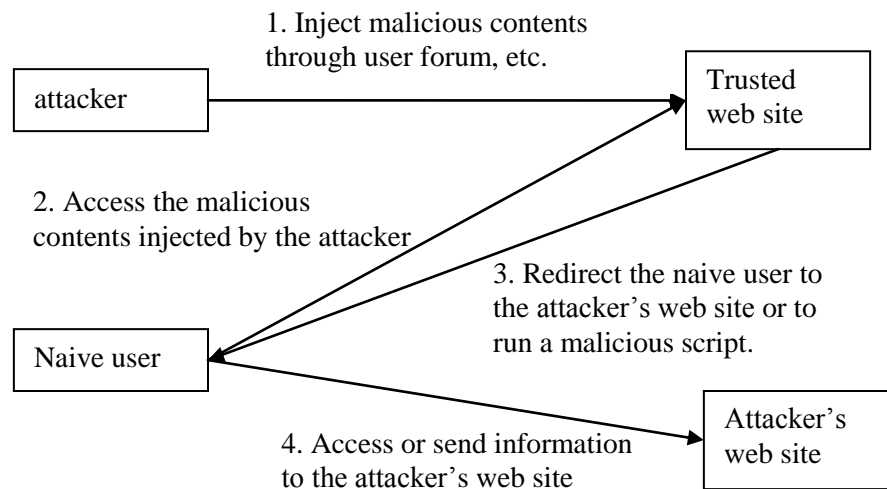 1. Inject malicious contents
through user forum, etc.
attacker
Trusted
web site
2. Access the malicious
contents injected by the attacker
3. Redirect the naive user to
the attacker’s web site or to
run a malicious script.
Naive user
4. Access or send information
to the attacker’s web site
Attacker’s
web site